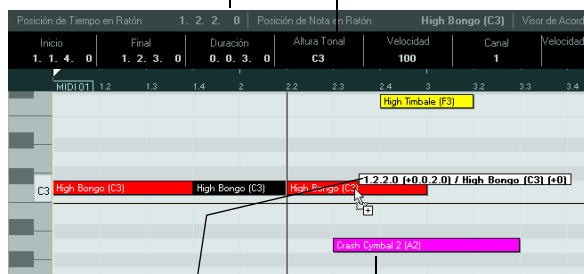 Posición de Tiempo en Ratón 1. 2. 2. 0 Posición de Nota en Ratón High Bongo (C3) Visor de Acord
Inicio Final Duración Altura Tonal Velocidad Canal Velocidad
1. 1. 4. 0 1. 2. 3. 0 0. 0. 3. 0 C3 100 1
MIDI 01 1.2 1.3 1.4 2 2.2 2.3 2.4 3 3.2 3.3 3.4
High Timbale (F3)
1.2.2.0 (+0.0.2.0) / High Bongo (C3) (+0)
C3 High Bongo (C3) High Bongo (C3) High Bongo (C3)
Crash Cymbal 2 (A2)